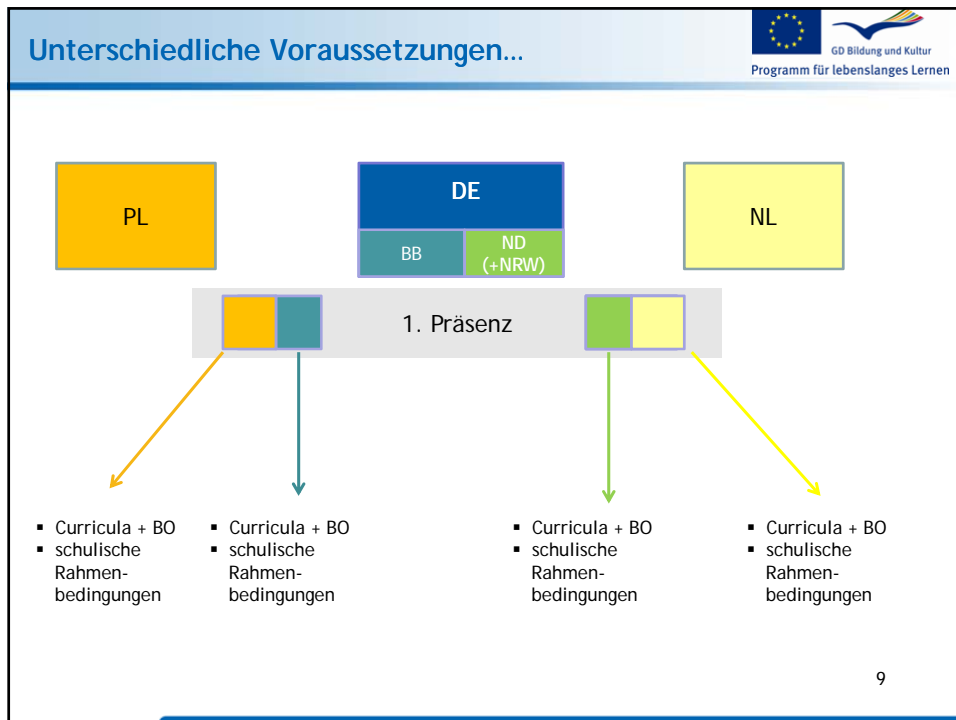 Unterschiedliche Voraussetzungen...
GD Bildung und Kultur
Programm für lebenslanges Lernen
PL
DE
BB
ND
(+NRW)
NL
1. Präsenz
▪ Curricula + BO
▪ schulische
Rahmen-
bedingungen
▪ Curricula + BO
▪ schulische
Rahmen-
bedingungen
▪ Curricula + BO
▪ schulische
Rahmen-
bedingungen
▪ Curricula + BO
▪ schulische
Rahmen-
bedingungen
9